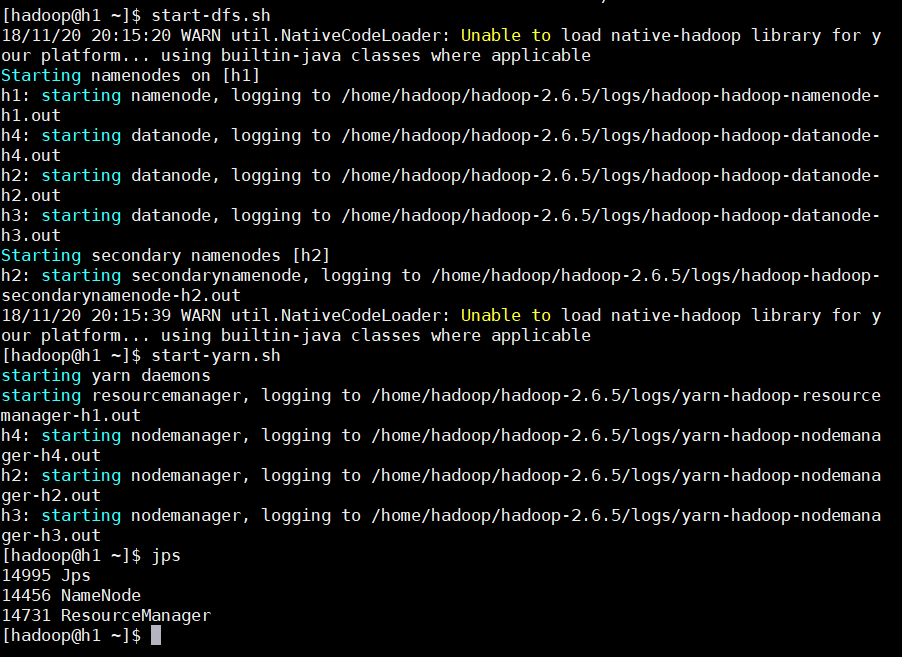 [hadoop@h1 ~]$ start-dfs.sh
18/11/20 20:15:20 WARN util.NativeCodeLoader: Unable to load native-hadoop library for y
our platform... using builtin-java classes where applicable
Starting namenodes on [h1]
h1: starting namenode, logging to /home/hadoop/hadoop-2.6.5/logs/hadoop-hadoop-namenode-
h1.out
h4: starting datanode, logging to /home/hadoop/hadoop-2.6.5/logs/hadoop-hadoop-datanode-
h4.out
h2: starting datanode, logging to /home/hadoop/hadoop-2.6.5/logs/hadoop-hadoop-datanode-
h2.out
h3: starting datanode, logging to /home/hadoop/hadoop-2.6.5/logs/hadoop-hadoop-datanode-
h3.out
Starting secondary namenodes [h2]
h2: starting secondarynamenode, logging to /home/hadoop/hadoop-2.6.5/logs/hadoop-hadoop-
secondarynamenode-h2.out
18/11/20 20:15:39 WARN util.NativeCodeLoader: Unable to load native-hadoop library for y
our platform... using builtin-java classes where applicable
[hadoop@h1 ~]$ start-yarn.sh
starting yarn daemons
starting resourcemanager, logging to /home/hadoop/hadoop-2.6.5/logs/yarn-hadoop-resource
manager-h1.out
h4: starting nodemanager, logging to /home/hadoop/hadoop-2.6.5/logs/yarn-hadoop-nodemana
ger-h4.out
h2: starting nodemanager, logging to /home/hadoop/hadoop-2.6.5/logs/yarn-hadoop-nodemana
ger-h2.out
h3: starting nodemanager, logging to /home/hadoop/hadoop-2.6.5/logs/yarn-hadoop-nodemana
ger-h3.out
[hadoop@h1 ~]$ jps
14995 Jps
14456 NameNode
14731 ResourceManager
[hadoop@h1 ~]$